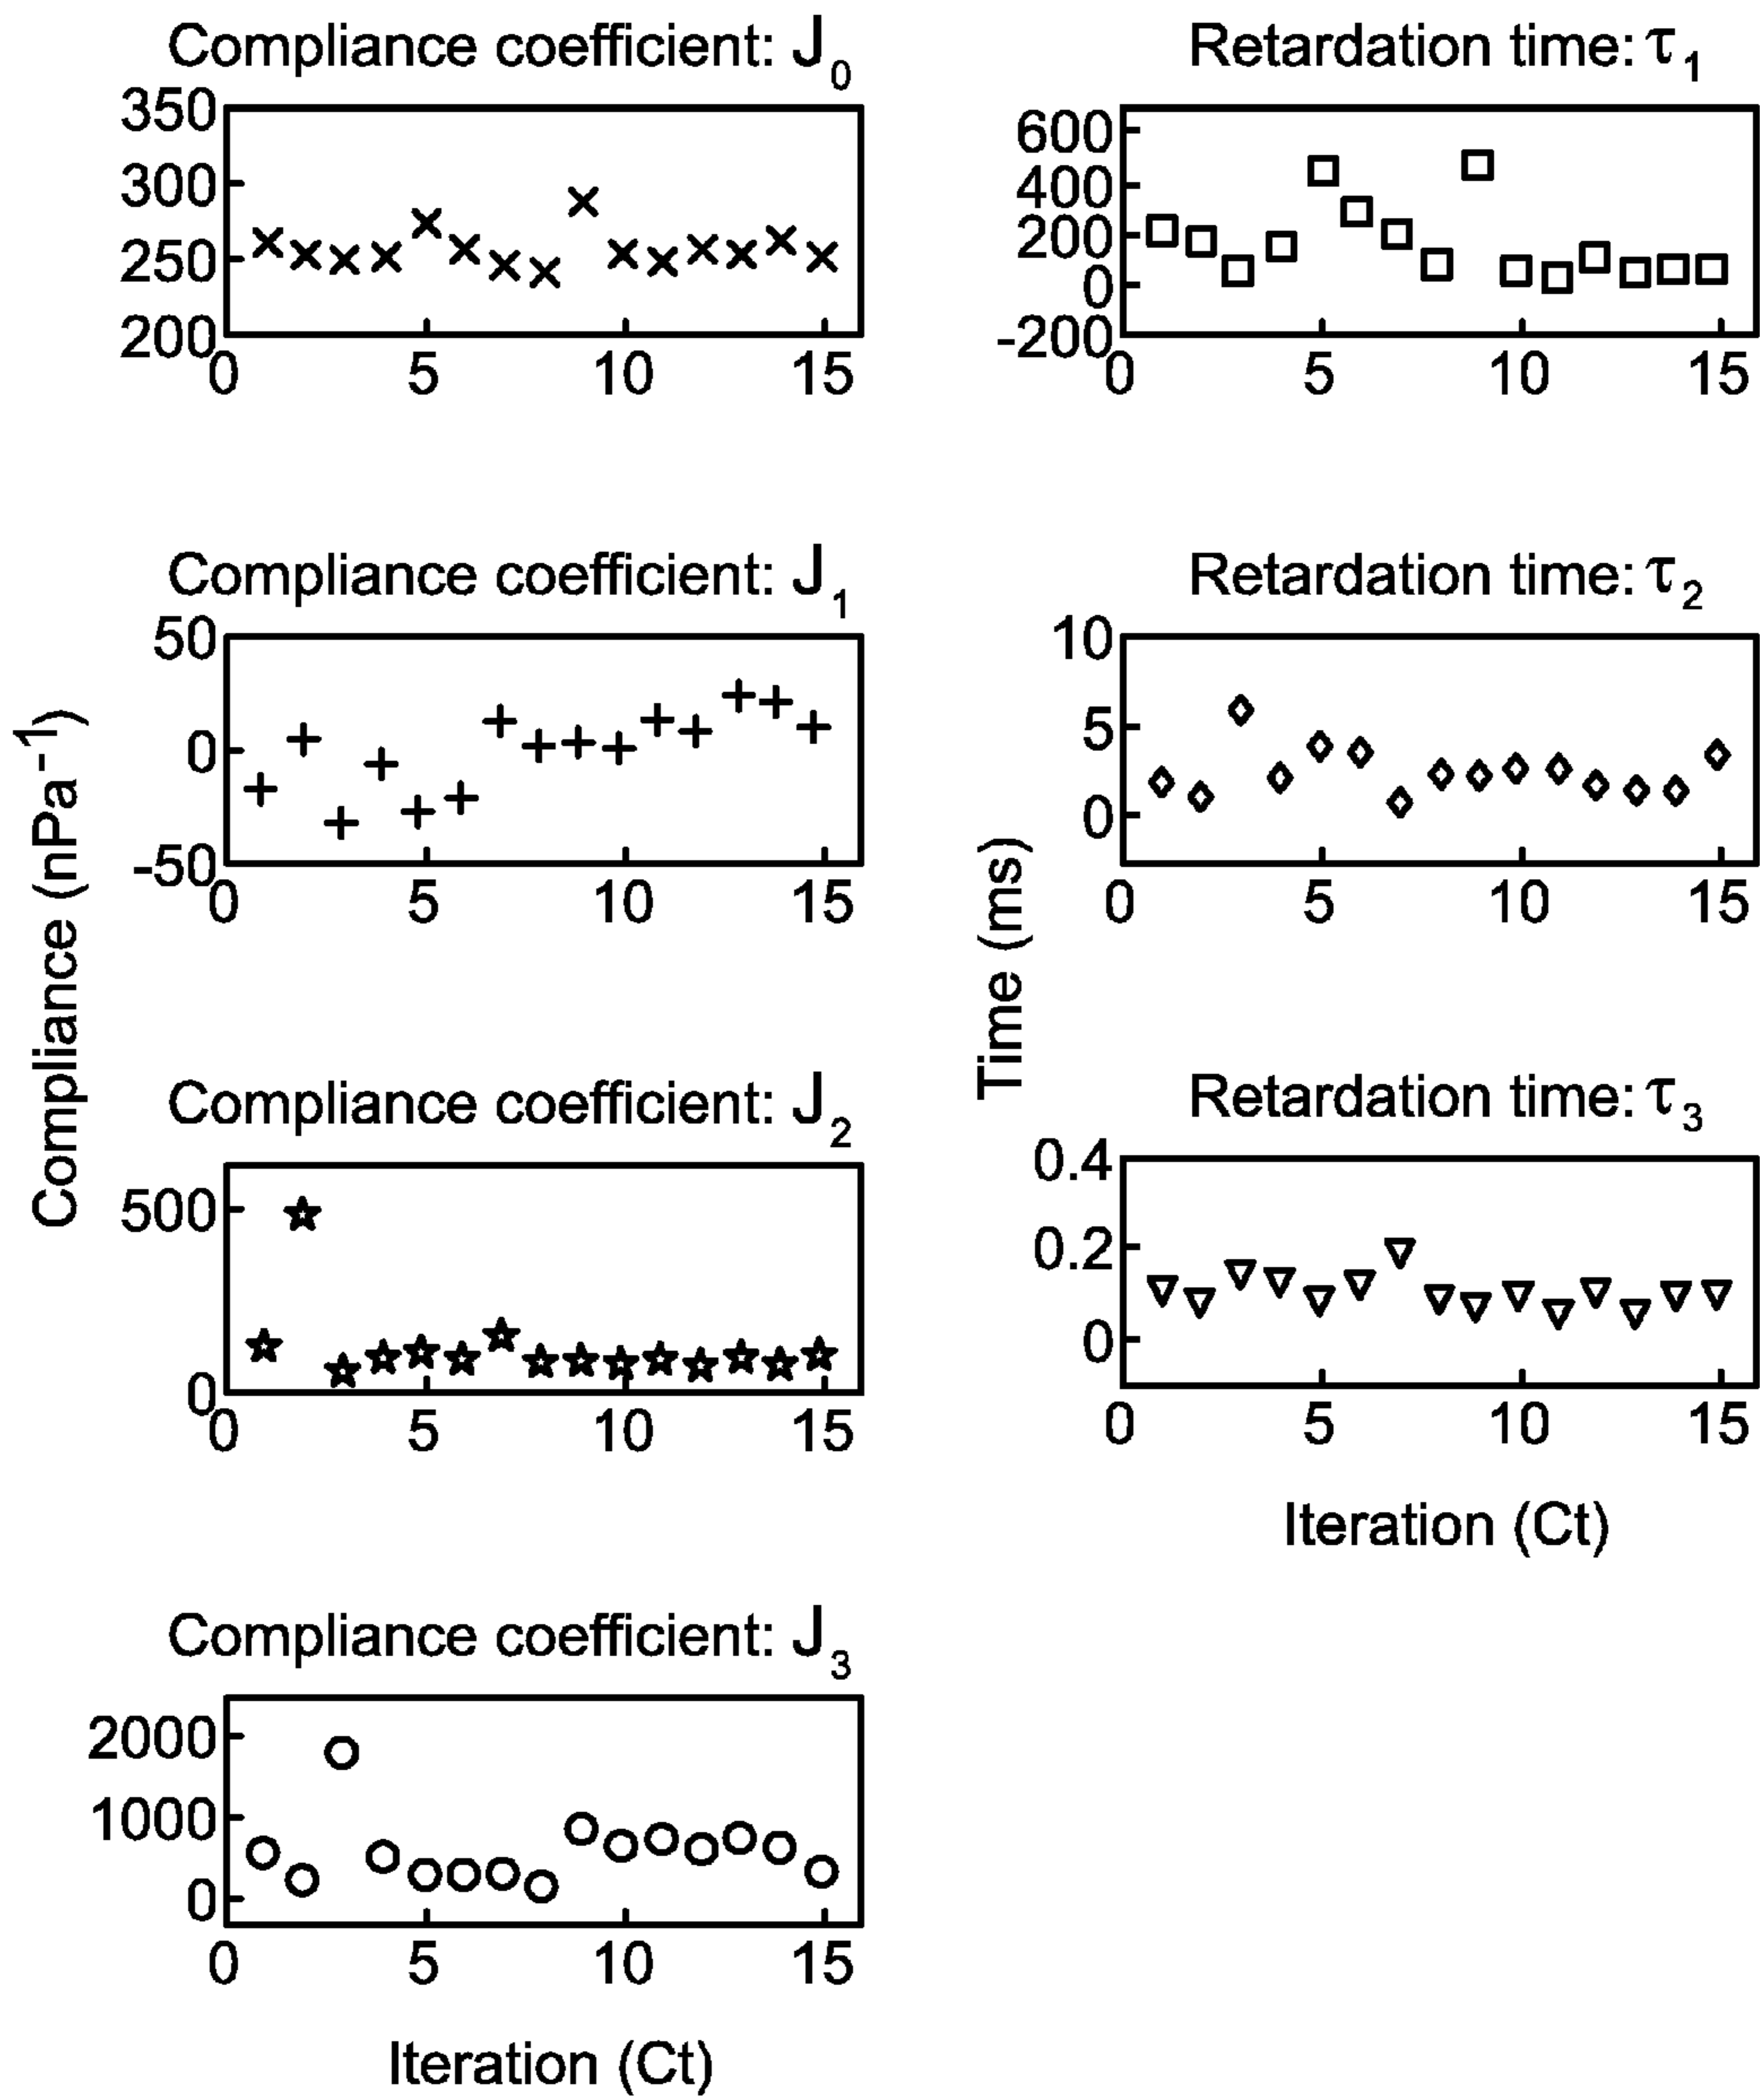 Compliance coefficient: J0
350
300
250
200
0 5 10 15
Retardation time: τ1
600
400
200
0
-200
0 5 10 15
Compliance coefficient: J1
50
0
-50
0 5 10 15
Retardation time: τ2
10
5
0
0 5 10 15
Compliance (nPa⁻¹)
Time (ms)
Compliance coefficient: J2
500
0
0 5 10 15
Retardation time: τ3
0.4
0.2
0
0 5 10 15
Iteration (Ct)
Compliance coefficient: J3
2000
1000
0
0 5 10 15
Iteration (Ct)